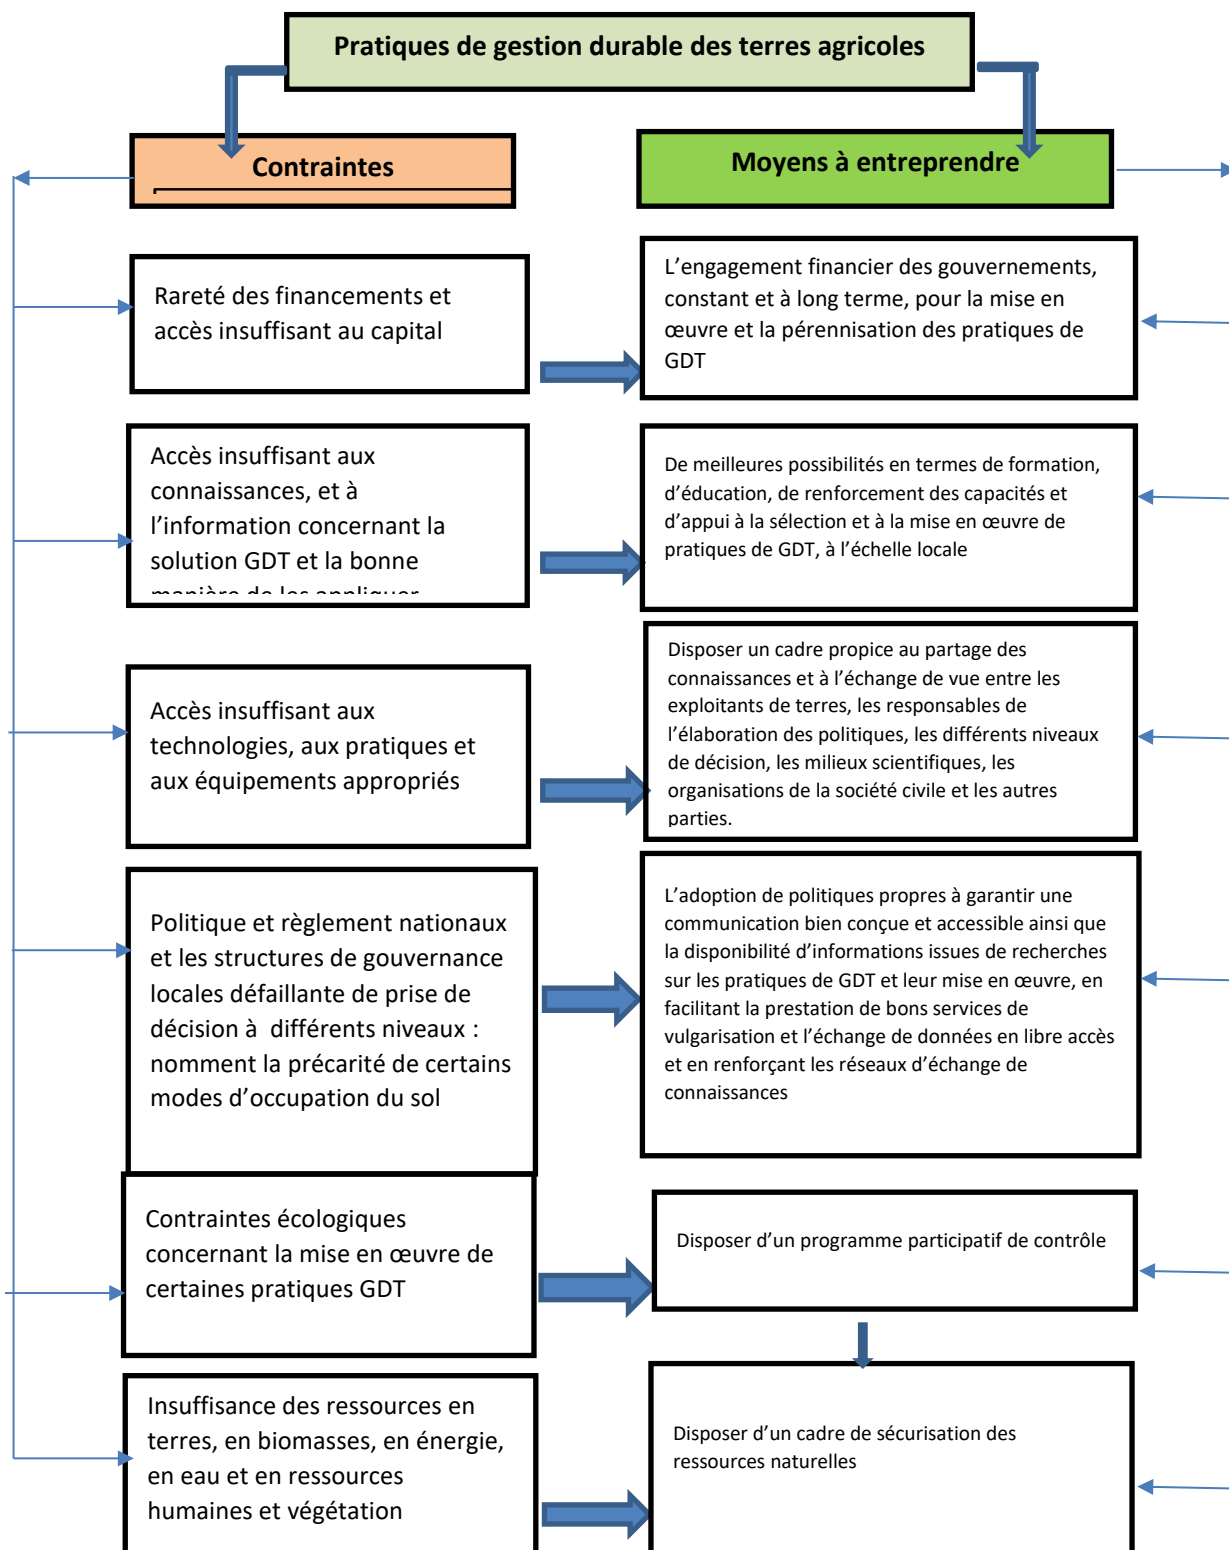 Pratiques de gestion durable des terres agricoles
Contraintes
Moyens à entreprendre
Rareté des financements et
accès insuffisant au capital
L’engagement financier des gouvernements,
constant et à long terme, pour la mise en
œuvre et la pérennisation des pratiques de
GDT
Accès insuffisant aux
connaissances, et à
l’information concernant la
solution GDT et la bonne
manière de les appliquer
De meilleures possibilités en termes de formation,
d’éducation, de renforcement des capacités et
d’appui à la sélection et à la mise en œuvre de
pratiques de GDT, à l’échelle locale
Accès insuffisant aux
technologies, aux pratiques et
aux équipements appropriés
Disposer un cadre propice au partage des
connaissances et à l’échange de vue entre les
exploitants de terres, les responsables de
l’élaboration des politiques, les différents niveaux
de décision, les milieux scientifiques, les
organisations de la société civile et les autres
parties.
Politique et règlement nationaux
et les structures de gouvernance
locales défaillante de prise de
décision à différents niveaux :
nomment la précarité de certains
modes d’occupation du sol
L’adoption de politiques propres à garantir une
communication bien conçue et accessible ainsi que
la disponibilité d’informations issues de recherches
sur les pratiques de GDT et leur mise en œuvre, en
facilitant la prestation de bons services de
vulgarisation et l’échange de données en libre accès
et en renforçant les réseaux d’échange de
connaissances
Contraintes écologiques
concernant la mise en œuvre de
certaines pratiques GDT
Disposer d’un programme participatif de contrôle
Insuffisance des ressources en
terres, en biomasses, en énergie,
en eau et en ressources
humaines et végétation
Disposer d’un cadre de sécurisation des
ressources naturelles